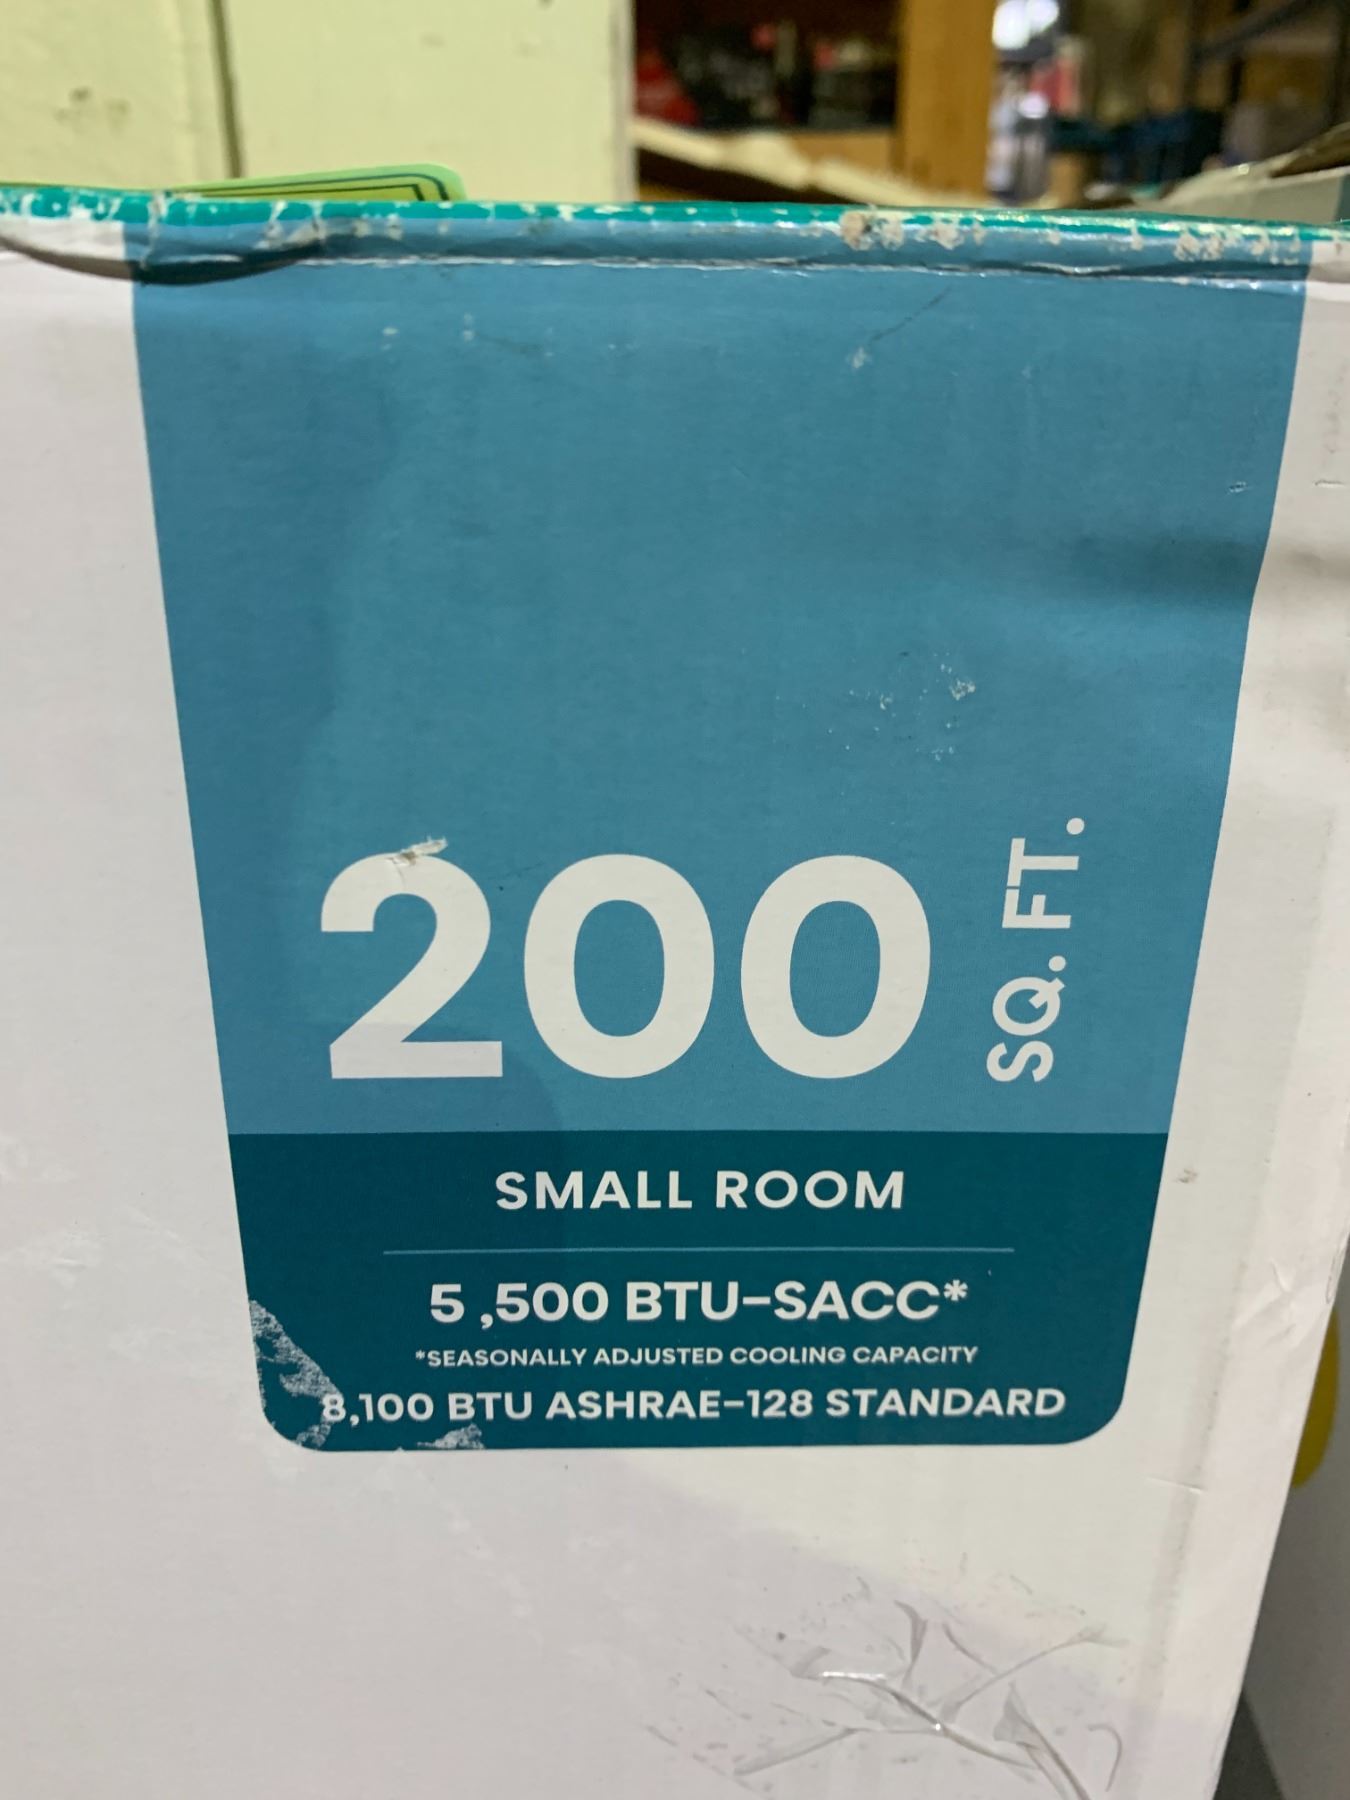 200 SQ. FT.
SMALL ROOM
5 ,500 BTU-SACC*
*SEASONALLY ADJUSTED COOLING CAPACITY
8,100 BTU ASHRAE-128 STANDARD